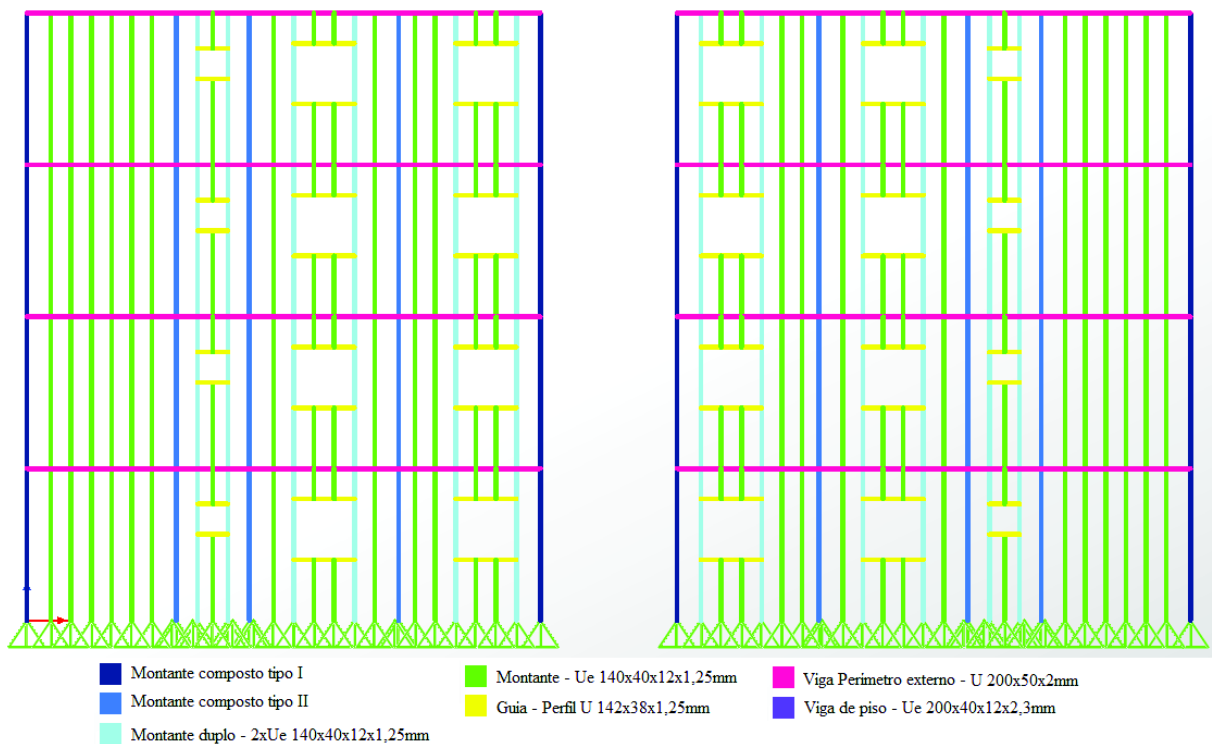 Montante composto tipo I
Montante composto tipo II
Montante duplo - 2xUe 140x40x12x1,25mm
Montante - Ue 140x40x12x1,25mm
Guia - Perfil U 142x38x1,25mm
Viga Perimetro externo - U 200x50x2mm
Viga de piso - Ue 200x40x12x2,3mm